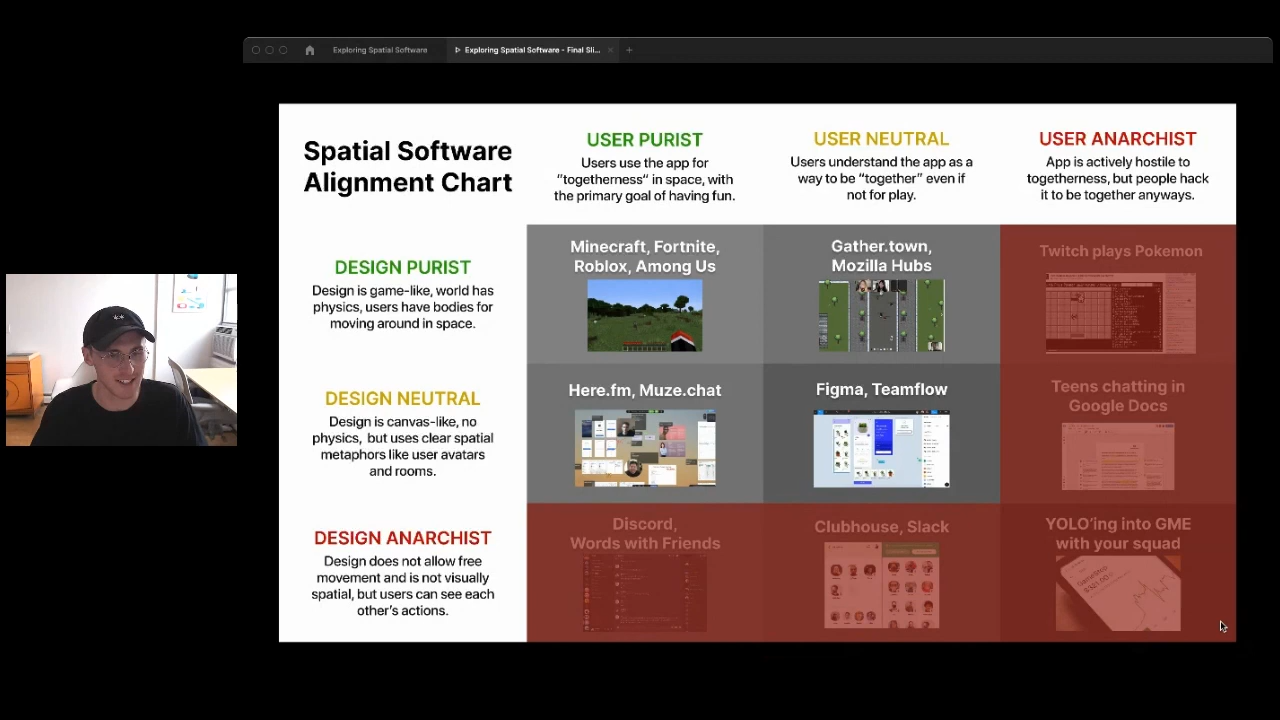 Exploring Spatial Software
Exploring Spatial Software - Final Sli...
Spatial Software
Alignment Chart
USER PURIST
Users use the app for
"togetherness" in space, with
the primary goal of having fun.
USER NEUTRAL
Users understand the app as a
way to be "together" even if
not for play.
USER ANARCHIST
App is actively hostile to
togetherness, but people hack
it to be together anyways.
DESIGN PURIST
Design is game-like, world has
physics, users have bodies for
moving around in space.
Minecraft, Fortnite,
Roblox, Among Us
Gather.town,
Mozilla Hubs
Twitch plays Pokemon
DESIGN NEUTRAL
Design is canvas-like, no
physics, but uses clear spatial
metaphors like user avatars
and rooms.
Here.fm, Muze.chat
Figma, Teamflow
Teens chatting in
Google Docs
DESIGN ANARCHIST
Design does not allow free
movement and is not visually
spatial, but users can see each
other's actions.
Discord,
Words with Friends
Clubhouse, Slack
YOLO'ing into GME
with your squad